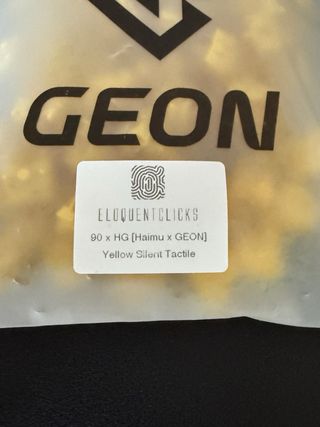 GEON
ELOQUENTCLICKS
90 x HG [Haimu x GEON]
Yellow Silent Tactile